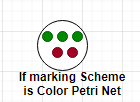 If marking Scheme
is Color Petri Net